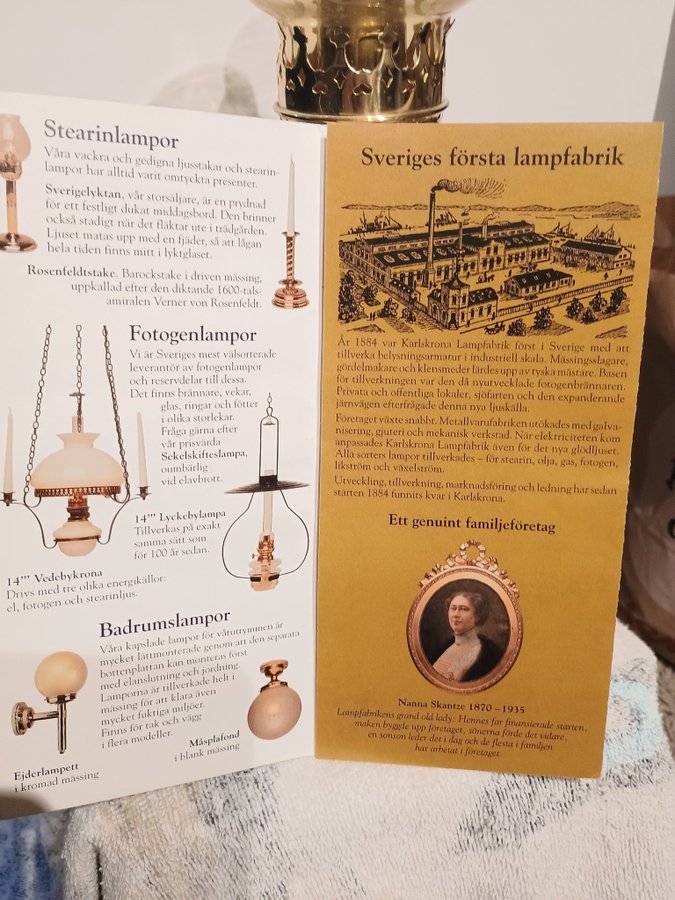 Stearinlampor
Våra vackra och gedigna ljusstakar och stearin-
lampor har alltid varit omtyckta presenter.
Sverigelyktan, vår storsäljare, är en prydnad
för ett festligt dukat middagsbord. Den brinner
också stadigt när det fläktar ute i trädgården.
Ljuset matas upp med en fjäder, så att lågan
hela tiden finns mitt i lyktglaset.
Rosenfeldtstake. Barockstake i driven mässing,
uppkallad efter den diktande 1600-tals-
amiralen Verner von Rosenfeldt.
Fotogenlampor
Vi är Sveriges mest välsorterade
leverantör av fotogenlampor
och reservdelar till dessa.
Det finns brännare, vekar,
glas, ringar och fötter
i olika storlekar.
Fråga gärna efter
vår prisvärda
Sekelskifteslampa,
oumbärlig
vid elavbrott.
14''' Lyckebylampa
Tillverkas på exakt
samma sätt som
för 100 år sedan.
14''' Vedebykrona
Drivs med tre olika energikällor:
el, fotogen och stearinljus.
Badrumslampor
Våra kapslade lampor för våtutrymmen är
mycket lättmonterade genom att den separata
bottenplattan kan monteras först
med elanslutning och jordning.
Lamporna är tillverkade helt i
mässing för att klara även
mycket fuktiga miljöer.
Finns för tak och vägg
i flera modeller.
Måsplafond
i blank mässing
Ejderlampett
i kromad mässing
Sveriges första lampfabrik
År 1884 var Karlskrona Lampfabrik först i Sverige med att
tillverka belysningsarmatur i industriell skala. Mässingsslagare,
gördelmakare och klensmeder lärdes upp av tyska mästare. Basen
för tillverkningen var den då nyutvecklade fotogenbrännaren.
Privata och offentliga lokaler, sjöfarten och den expanderande
järnvägen efterfrågade denna nya ljuskälla.
Företaget växte snabbt. Metallvarufabriken utökades med galva-
nisering, gjuteri och mekanisk verkstad. När elektriciteten kom
anpassades Karlskrona Lampfabrik även för det nya glödljuset.
Alla sorters lampor tillverkades – för stearin, olja, gas, fotogen,
likström och växelström.
Utveckling, tillverkning, marknadsföring och ledning har sedan
starten 1884 funnits kvar i Karlskrona.
Ett genuint familjeföretag
Nanna Skantze 1870 – 1935
Lampfabrikens grand old lady: Hennes far finansierade starten,
maken byggde upp företaget, sönerna förde det vidare,
en sonson leder det i dag och de flesta i familjen
har arbetat i företaget.